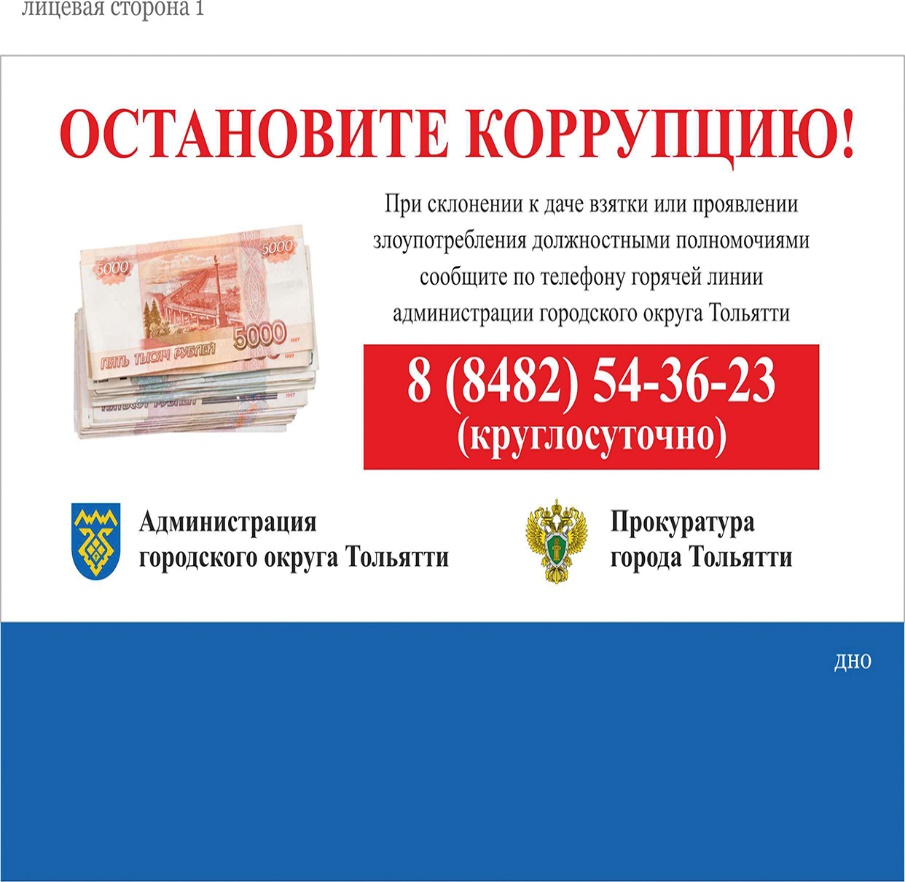 лицевая сторона 1
ОСТАНОВИТЕ КОРРУПЦИЮ!
При склонении к даче взятки или проявлении
злоупотребления должностными полномочиями
сообщите по телефону горячей линии
администрации городского округа Тольятти
5000
5000
5000
ПЯТЬ ТЫСЯЧ РУБЛЕЙ
8 (8482) 54-36-23
(круглосуточно)
Администрация
городского округа Тольятти
Прокуратура
города Тольятти
дно